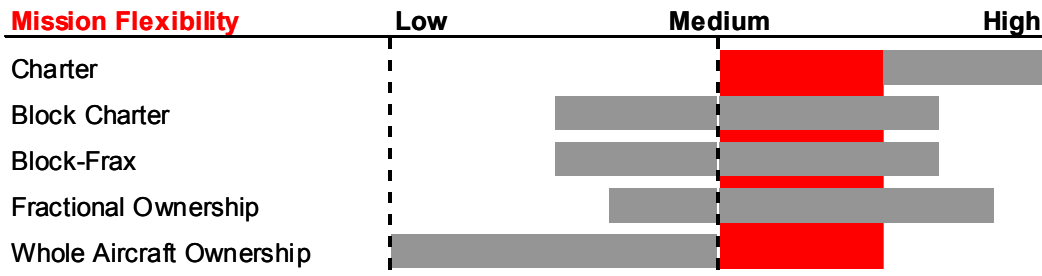 Mission Flexibility Low Medium High
Charter
Block Charter
Block-Frax
Fractional Ownership
Whole Aircraft Ownership